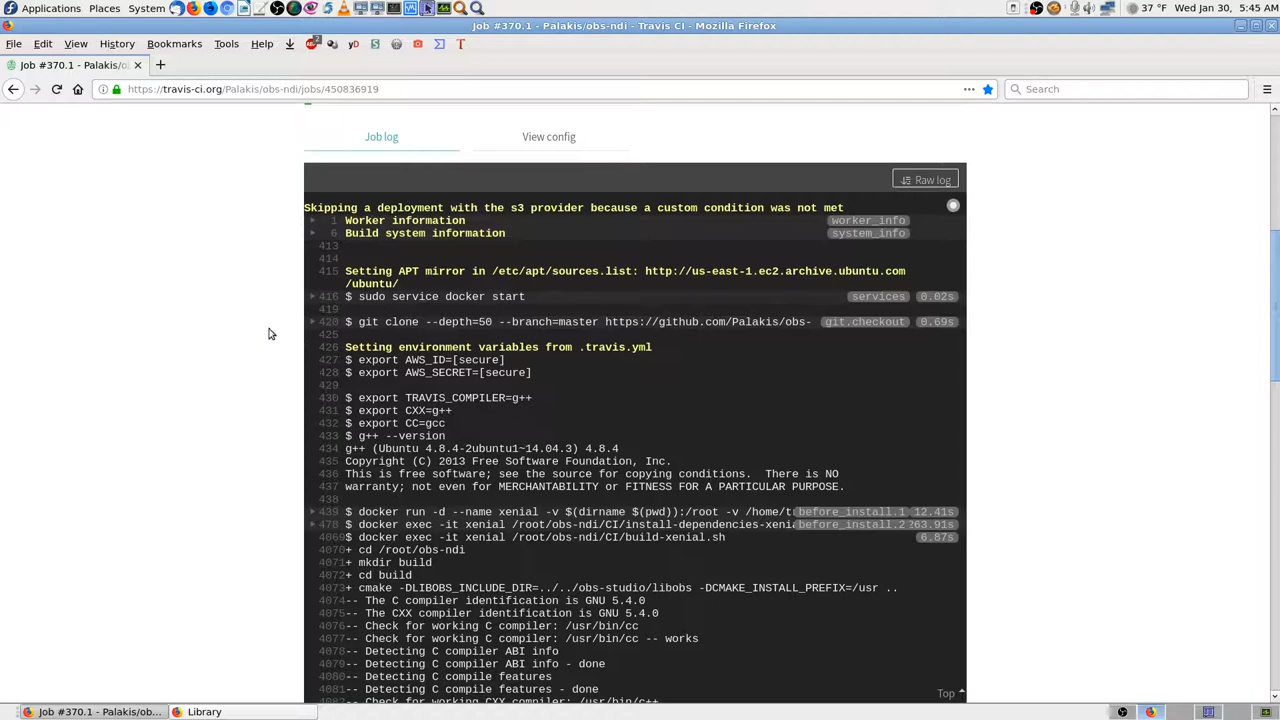 Applications Places System 37 °F Wed Jan 30, 5:45 AM
Job #370.1 - Palakis/obs-ndi - Travis CI - Mozilla Firefox
File Edit View History Bookmarks Tools Help 2 yD
Job #370.1 - Palakis/o
https://travis-ci.org/Palakis/obs-ndi/jobs/450836919 Search
Job log View config
Raw log
Skipping a deployment with the s3 provider because a custom condition was not met
1 Worker information worker_info
6 Build system information system_info
413
414
415 Setting APT mirror in /etc/apt/sources.list: http://us-east-1.ec2.archive.ubuntu.com
/ubuntu/
416 $ sudo service docker start services 0.02s
419
420 $ git clone --depth=50 --branch=master https://github.com/Palakis/obs- git.checkout 0.69s
425
426 Setting environment variables from .travis.yml
427 $ export AWS_ID=[secure]
428 $ export AWS_SECRET=[secure]
429
430 $ export TRAVIS_COMPILER=g++
431 $ export CXX=g++
432 $ export CC=gcc
433 $ g++ --version
434 g++ (Ubuntu 4.8.4-2ubuntu1~14.04.3) 4.8.4
435 Copyright (C) 2013 Free Software Foundation, Inc.
436 This is free software; see the source for copying conditions.  There is NO
437 warranty; not even for MERCHANTABILITY or FITNESS FOR A PARTICULAR PURPOSE.
438
439 $ docker run -d --name xenial -v $(dirname $(pwd)):/root -v /home/t before_install.1 12.41s
478 $ docker exec -it xenial /root/obs-ndi/CI/install-dependencies-xeni before_install.2 263.91s
4069 $ docker exec -it xenial /root/obs-ndi/CI/build-xenial.sh 6.87s
4070 + cd /root/obs-ndi
4071 + mkdir build
4072 + cd build
4073 + cmake -DLIBOBS_INCLUDE_DIR=../../obs-studio/libobs -DCMAKE_INSTALL_PREFIX=/usr ..
4074 -- The C compiler identification is GNU 5.4.0
4075 -- The CXX compiler identification is GNU 5.4.0
4076 -- Check for working C compiler: /usr/bin/cc
4077 -- Check for working C compiler: /usr/bin/cc -- works
4078 -- Detecting C compiler ABI info
4079 -- Detecting C compiler ABI info - done
4080 -- Detecting C compile features
4081 -- Detecting C compile features - done
4082 -- Check for working CXX compiler: /usr/bin/c++
Top
Job #370.1 - Palakis/ob... Library